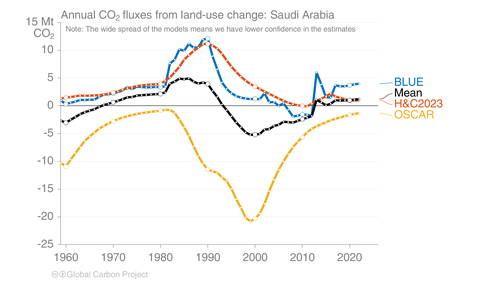 Annual CO₂ fluxes from land-use change: Saudi Arabia
15 Mt
CO₂
Note: The wide spread of the models means we have lower confidence in the estimates
10
5
0
-5
-10
-15
-20
-25
BLUE
Mean
H&C2023
OSCAR
1960 1970 1980 1990 2000 2010 2020
Global Carbon Project